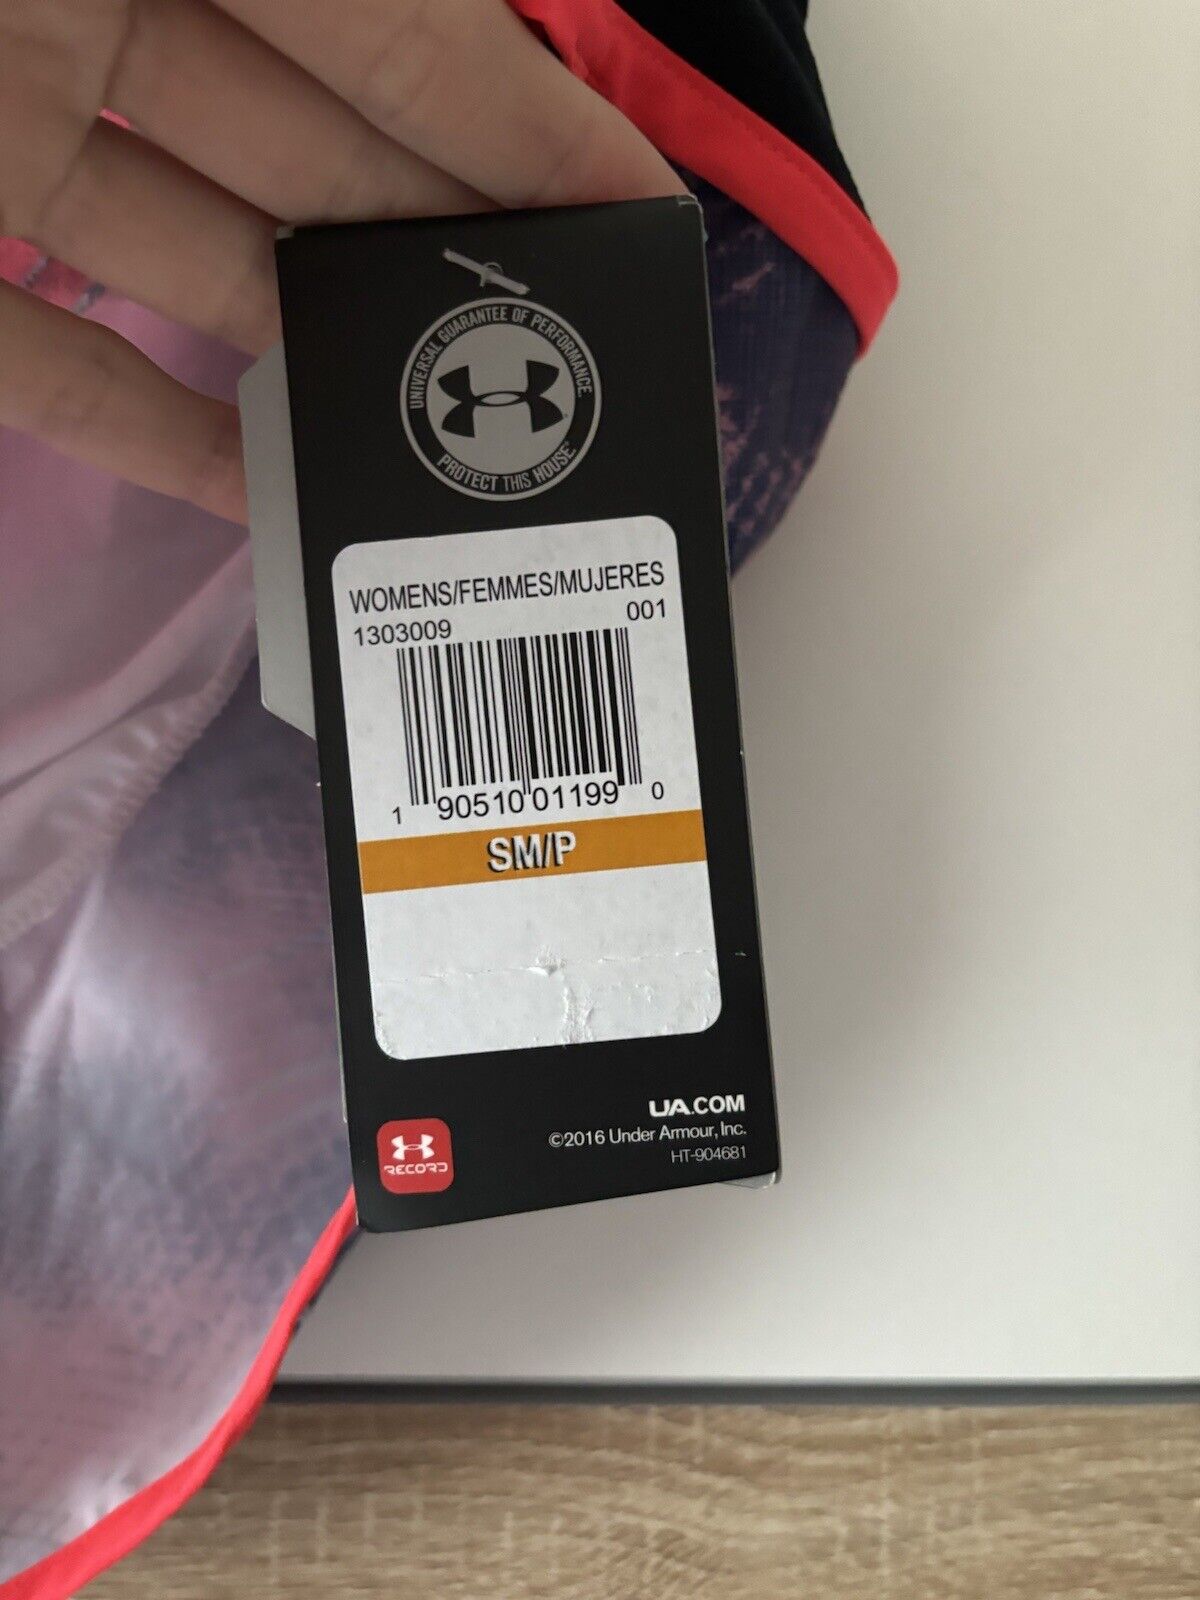 UNIVERSAL GUARANTEE OF PERFORMANCE
PROTECT THIS HOUSE
WOMENS/FEMMES/MUJERES
1303009 001
1 90510 01199 0
SM/P
UA.COM
©2016 Under Armour, Inc.
HT-904681
RECORD